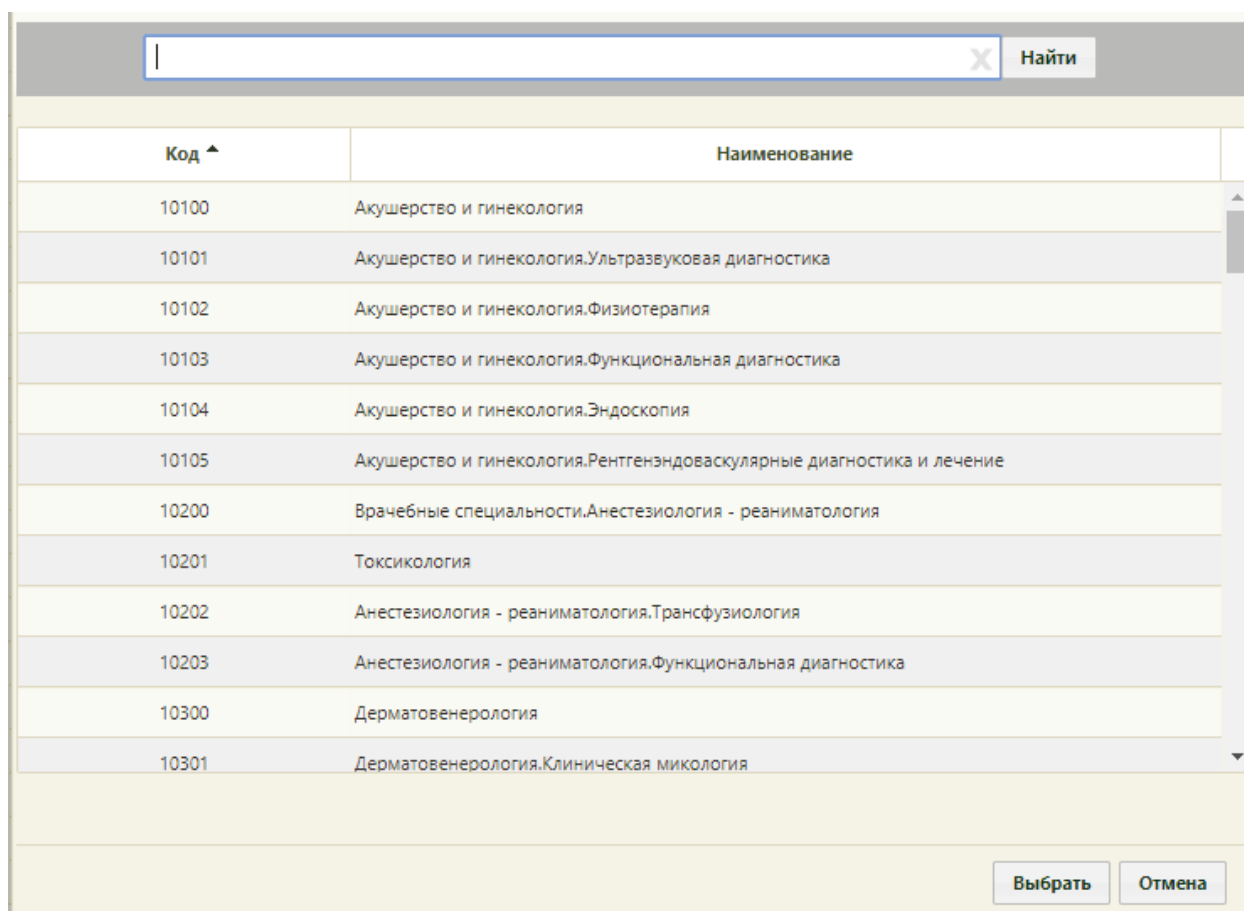 Найти
Код Наименование
10100 Акушерство и гинекология
10101 Акушерство и гинекология.Ультразвуковая диагностика
10102 Акушерство и гинекология.Физиотерапия
10103 Акушерство и гинекология.Функциональная диагностика
10104 Акушерство и гинекология.Эндоскопия
10105 Акушерство и гинекология.Рентгенэндоваскулярные диагностика и лечение
10200 Врачебные специальности.Анестезиология - реаниматология
10201 Токсикология
10202 Анестезиология - реаниматология.Трансфузиология
10203 Анестезиология - реаниматология.Функциональная диагностика
10300 Дерматовенерология
10301 Дерматовенерология.Клиническая микология
Выбрать Отмена